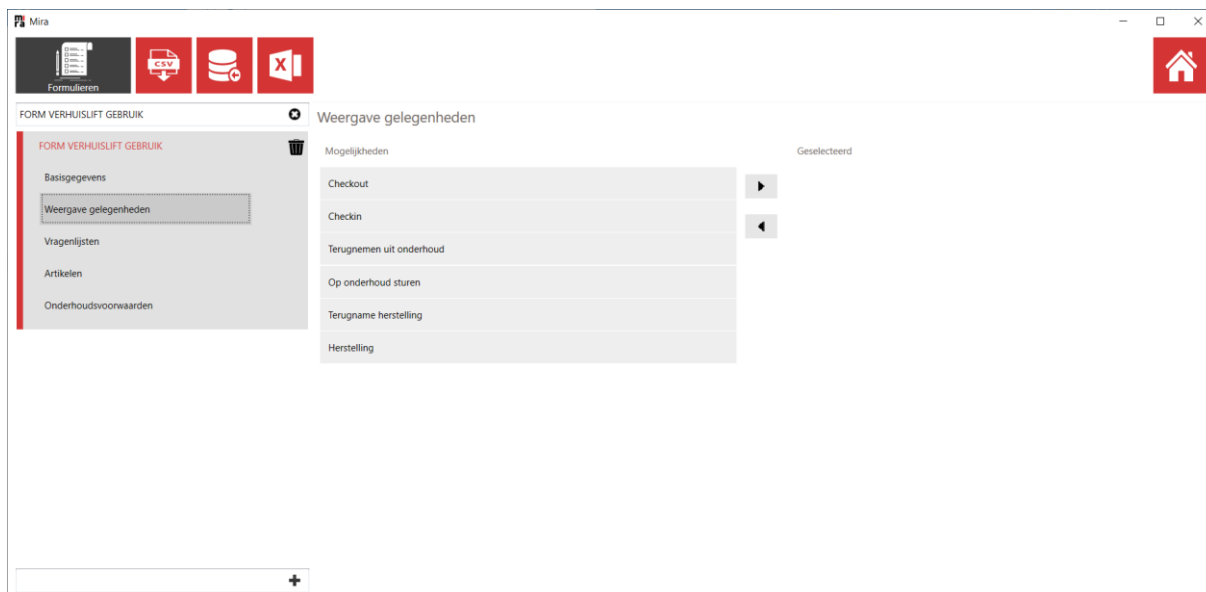 mira Mira
Formulieren
CSV
X
FORM VERHUISLIFT GEBRUIK
FORM VERHUISLIFT GEBRUIK
Basisgegevens
Weergave gelegenheden
Vragenlijsten
Artikelen
Onderhoudsvoorwaarden
Weergave gelegenheden
Mogelijkheden
Geselecteerd
Checkout
Checkin
Terugnemen uit onderhoud
Op onderhoud sturen
Terugname herstelling
Herstelling